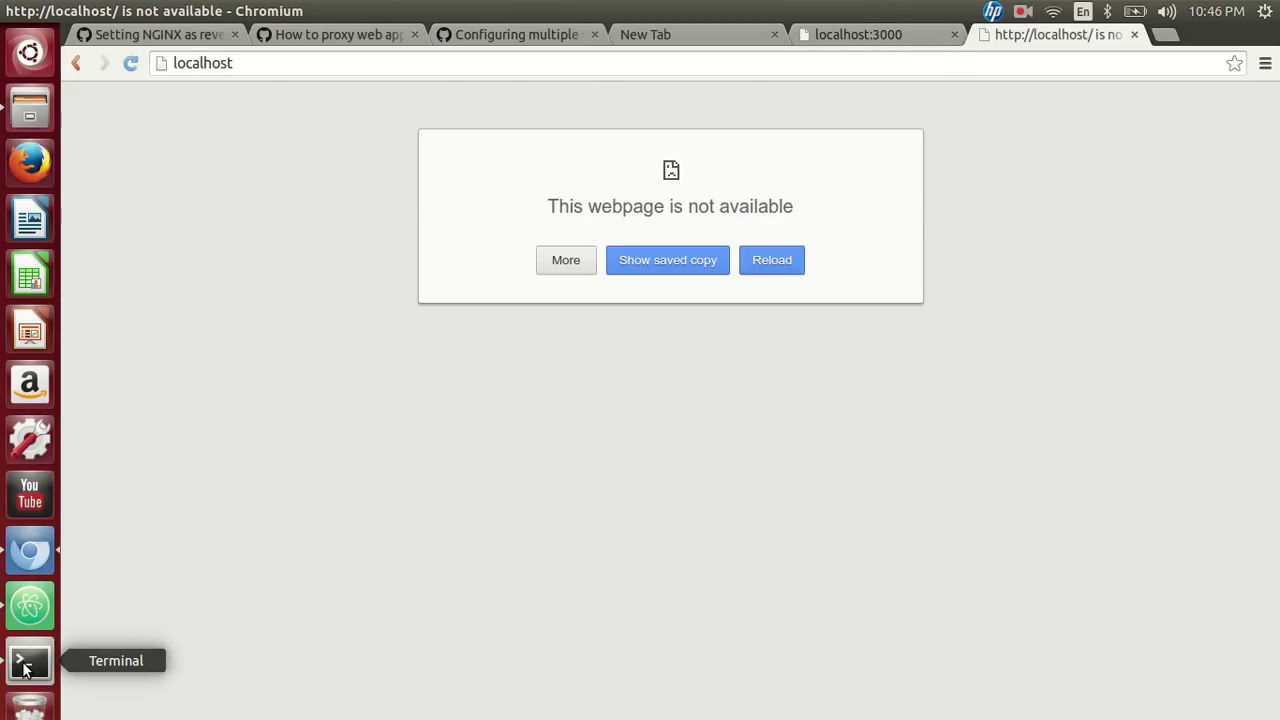 http://localhost/ is not available - Chromium
En
10:46 PM
Setting NGINX as reve
How to proxy web app
Configuring multiple
New Tab
localhost:3000
http://localhost/ is no
localhost
This webpage is not available
More
Show saved copy
Reload
a
You
Tube
Terminal
hp